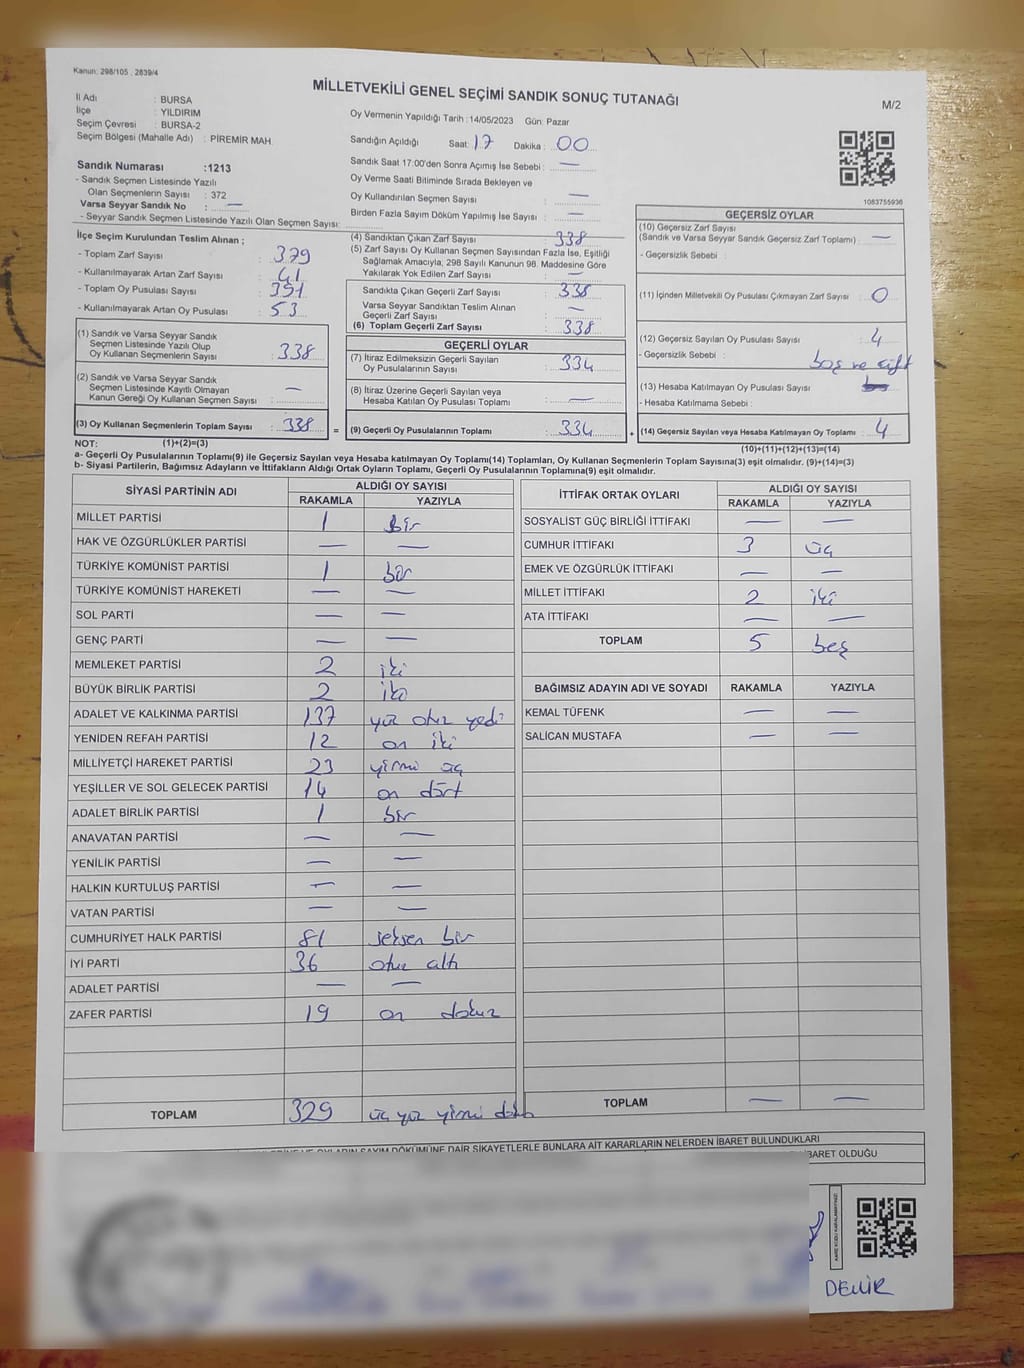 Kanun: 298/105 , 2839/4
MİLLETVEKİLİ GENEL SEÇİMİ SANDIK SONUÇ TUTANAĞI
M/2
İl Adı : BURSA
İlçe : YILDIRIM
Seçim Çevresi : BURSA-2
Seçim Bölgesi (Mahalle Adı) : PİREMİR MAH.
Oy Vermenin Yapıldığı Tarih : 14/05/2023 Gün: Pazar
Sandığın Açıldığı Saat: 17 Dakika : 00
Sandık Saat 17:00'den Sonra Açımış İse Sebebi : —
Oy Verme Saati Bitiminde Sırada Bekleyen ve
Oy Kullandırılan Seçmen Sayısı : —
Birden Fazla Sayım Döküm Yapılmış İse Sayısı : —
1083755936
Sandık Numarası :1213
- Sandık Seçmen Listesinde Yazılı
Olan Seçmenlerin Sayısı : 372
Varsa Seyyar Sandık No : —
- Seyyar Sandık Seçmen Listesinde Yazılı Olan Seçmen Sayısı:
İlçe Seçim Kurulundan Teslim Alınan ;
- Toplam Zarf Sayısı : 379
- Kullanılmayarak Artan Zarf Sayısı : 41
- Toplam Oy Pusulası Sayısı : 391
- Kullanılmayarak Artan Oy Pusulası : 53
(1) Sandık ve Varsa Seyyar Sandık
Seçmen Listesinde Yazılı Olup
Oy Kullanan Seçmenlerin Sayısı : 338
(2) Sandık ve Varsa Seyyar Sandık
Seçmen Listesinde Kayıtlı Olmayan
Kanun Gereği Oy Kullanan Seçmen Sayısı : —
(3) Oy Kullanan Seçmenlerin Toplam Sayısı : 338 =
(4) Sandıktan Çıkan Zarf Sayısı : 338
(5) Zarf Sayısı Oy Kullanan Seçmen Sayısından Fazla İse, Eşitliği
Sağlamak Amacıyla, 298 Sayılı Kanunun 98. Maddesine Göre
Yakılarak Yok Edilen Zarf Sayısı : —
Sandıkta Çıkan Geçerli Zarf Sayısı : 338
Varsa Seyyar Sandıktan Teslim Alınan
Geçerli Zarf Sayısı : —
(6) Toplam Geçerli Zarf Sayısı : 338
GEÇERLİ OYLAR
(7) İtiraz Edilmeksizin Geçerli Sayılan
Oy Pusulalarının Sayısı : 334
(8) İtiraz Üzerine Geçerli Sayılan veya
Hesaba Katılan Oy Pusulası Toplamı : —
(9) Geçerli Oy Pusulalarının Toplamı : 334 +
GEÇERSİZ OYLAR
(10) Geçersiz Zarf Sayısı
(Sandık ve Varsa Seyyar Sandık Geçersiz Zarf Toplamı) : —
- Geçersizlik Sebebi :
(11) İçinden Milletvekili Oy Pusulası Çıkmayan Zarf Sayısı : 0
(12) Geçersiz Sayılan Oy Pusulası Sayısı : 4
- Geçersizlik Sebebi : boş ve çift
(13) Hesaba Katılmayan Oy Pusulası Sayısı :
- Hesaba Katılmama Sebebi :
(14) Geçersiz Sayılan veya Hesaba Katılmayan Oy Toplamı : 4
NOT: (1)+(2)=(3)
(10)+(11)+(12)+(13)=(14)
a- Geçerli Oy Pusulalarının Toplamı(9) ile Geçersiz Sayılan veya Hesaba katılmayan Oy Toplamı(14) Toplamları, Oy Kullanan Seçmenlerin Toplam Sayısına(3) eşit olmalıdır. (9)+(14)=(3)
b- Siyasi Partilerin, Bağımsız Adayların ve İttifakların Aldığı Ortak Oyların Toplamı, Geçerli Oy Pusulalarının Toplamına(9) eşit olmalıdır.
SİYASİ PARTİNİN ADI ALDIĞI OY SAYISI
RAKAMLA YAZIYLA
MİLLET PARTİSİ 1 bir
HAK VE ÖZGÜRLÜKLER PARTİSİ — —
TÜRKİYE KOMÜNİST PARTİSİ 1 bir
TÜRKİYE KOMÜNİST HAREKETİ — —
SOL PARTİ — —
GENÇ PARTİ — —
MEMLEKET PARTİSİ 2 iki
BÜYÜK BİRLİK PARTİSİ 2 iki
ADALET VE KALKINMA PARTİSİ 137 yüz otuz yedi
YENİDEN REFAH PARTİSİ 12 on iki
MİLLİYETÇİ HAREKET PARTİSİ 23 yirmi üç
YEŞİLLER VE SOL GELECEK PARTİSİ 14 on dört
ADALET BİRLİK PARTİSİ 1 bir
ANAVATAN PARTİSİ — —
YENİLİK PARTİSİ — —
HALKIN KURTULUŞ PARTİSİ — —
VATAN PARTİSİ — —
CUMHURİYET HALK PARTİSİ 81 seksen bir
İYİ PARTİ 36 otuz altı
ADALET PARTİSİ — —
ZAFER PARTİSİ 19 on dokuz
TOPLAM 329 üç yüz yirmi dokuz
İTTİFAK ORTAK OYLARI ALDIĞI OY SAYISI
RAKAMLA YAZIYLA
SOSYALİST GÜÇ BİRLİĞİ İTTİFAKI — —
CUMHUR İTTİFAKI 3 üç
EMEK VE ÖZGÜRLÜK İTTİFAKI — —
MİLLET İTTİFAKI 2 iki
ATA İTTİFAKI — —
TOPLAM 5 beş
BAĞIMSIZ ADAYIN ADI VE SOYADI RAKAMLA YAZIYLA
KEMAL TÜFENK — —
SALİCAN MUSTAFA — —
TOPLAM — —
DÖKÜMÜNE DAİR ŞİKAYETLERLE BUNLARA AİT KARARLARIN NELERDEN İBARET BULUNDUKLARI
İBARET OLDUĞU
KARE KODU KARALAMAYINIZ!
DEMİR